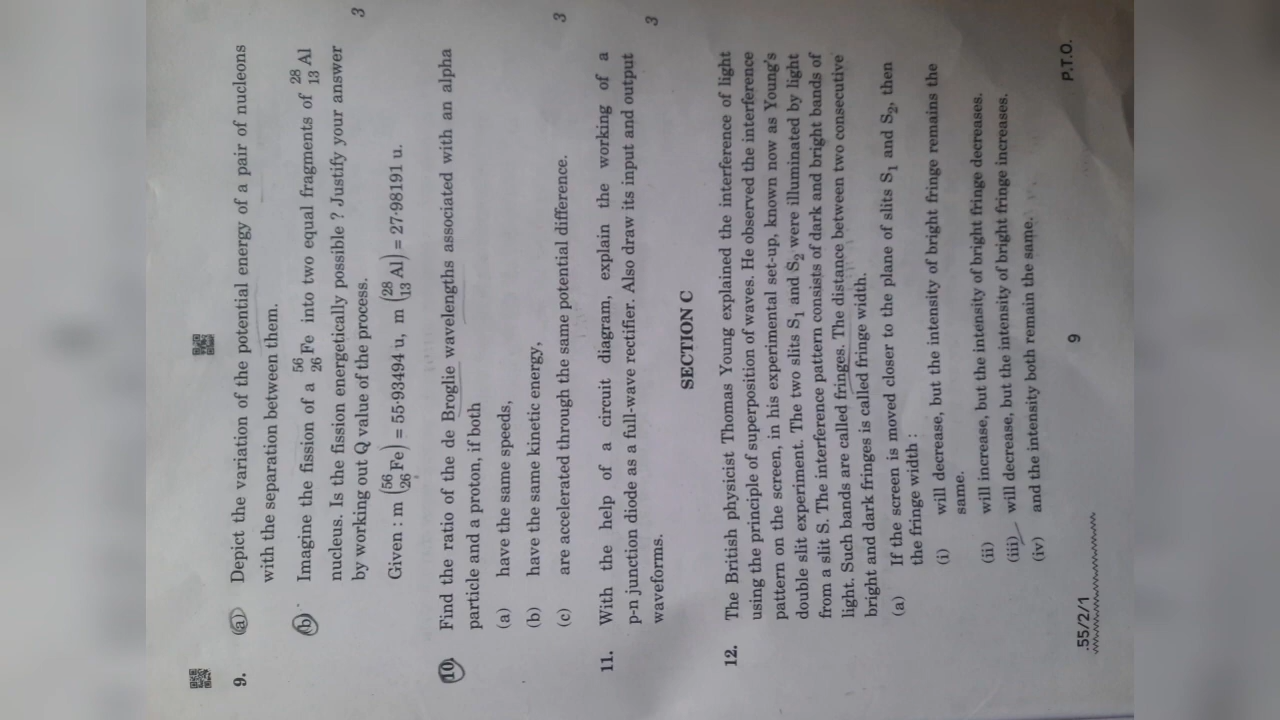 9. (a) Depict the variation of the potential energy of a pair of nucleons
with the separation between them.
(b) Imagine the fission of a ⁵⁶₂₆Fe into two equal fragments of ²⁸₁₃Al
nucleus. Is the fission energetically possible ? Justify your answer
by working out Q value of the process. 3
Given : m (⁵⁶₂₆Fe) = 55·93494 u, m (²⁸₁₃Al) = 27·98191 u.
10. Find the ratio of the de Broglie wavelengths associated with an alpha
particle and a proton, if both
(a) have the same speeds,
(b) have the same kinetic energy,
(c) are accelerated through the same potential difference. 3
11. With the help of a circuit diagram, explain the working of a
p-n junction diode as a full-wave rectifier. Also draw its input and output
waveforms. 3
SECTION C
12. The British physicist Thomas Young explained the interference of light
using the principle of superposition of waves. He observed the interference
pattern on the screen, in his experimental set-up, known now as Young's
double slit experiment. The two slits S₁ and S₂ were illuminated by light
from a slit S. The interference pattern consists of dark and bright bands of
light. Such bands are called fringes. The distance between two consecutive
bright and dark fringes is called fringe width.
(a) If the screen is moved closer to the plane of slits S₁ and S₂, then
the fringe width :
(i) will decrease, but the intensity of bright fringe remains the
same.
(ii) will increase, but the intensity of bright fringe decreases.
(iii) will decrease, but the intensity of bright fringe increases.
(iv) and the intensity both remain the same.
.55/2/1 9 P.T.O.